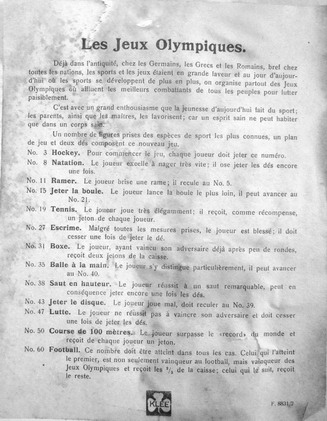 Les Jeux Olympiques.
Déjà dans l'antiquité, chez les Germains, les Grecs et les Romains, bref chez
toutes les nations, les sports et les jeux étaient en grande faveur et au jour d'aujour-
d'hui où les sports se développent de plus en plus, on organise partout des Jeux
Olympiques où affluent les meilleurs combattants de tous les peuples pour lutter
paisiblement.
C'est avec un grand enthousiasme que la jeunesse d'aujourd'hui fait du sport;
les parents, ainsi que les maîtres, les favorisent; car un esprit sain ne peut habiter
que dans un corps sain.
Un nombre de figures prises des espèces de sport les plus connues, un plan
de jeu et deux dés composent ce nouveau jeu.
No. 3 Hockey. Pour commencer le jeu, chaque joueur doit jeter ce numéro.
No. 8 Natation. Le joueur excelle à nager très vite; il ose jeter les dés encore
une fois.
No. 11 Ramer. Le joueur brise une rame; il recule au No. 5.
No. 15 Jeter la boule. Le joueur lance la boule le plus loin, il peut avancer au
No. 21.
No. 19 Tennis. Le joueur joue très élégamment; il reçoit, comme récompense,
un jeton de chaque joueur.
No. 27 Escrime. Malgré toutes les mesures prises, le joueur est blessé; il doit
cesser une fois de jeter le dé.
No. 31 Boxe. Le joueur, ayant vaincu son adversaire déjà après peu de rondes,
reçoit deux jetons de la caisse.
No. 35 Balle à la main. Le joueur s'y distingue particulièrement, il peut avancer
au No. 40.
No. 38 Saut en hauteur. Le joueur réussit à un saut remarquable, peut en
conséquence jeter encore une fois les dés.
No. 43 Jeter le disque. Le joueur joue mal, doit reculer au No. 39.
No. 47 Lutte. Le joueur ne réussit pas à vaincre son adversaire et doit cesser
une fois de jeter les dés.
No. 50 Course de 100 mètres. Le joueur surpasse le «record» du monde et
reçoit de chaque joueur un jeton.
No. 60 Football. Ce nombre doit être atteint dans tous les cas. Celui qui l'atteint
le premier, est non seulement vainqueur au football, mais vainqueur des
Jeux Olympiques et reçoit les de la caisse; celui qui le suit, reçoit
le reste.
KLEE
F. 8831/2